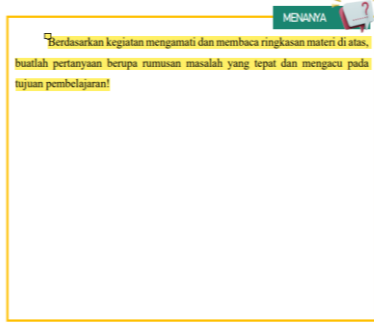 MENANYA
Berdasarkan kegiatan mengamati dan membaca ringkasan materi di atas,
buatlah pertanyaan berupa rumusan masalah yang tepat dan mengacu pada
tujuan pembelajaran!